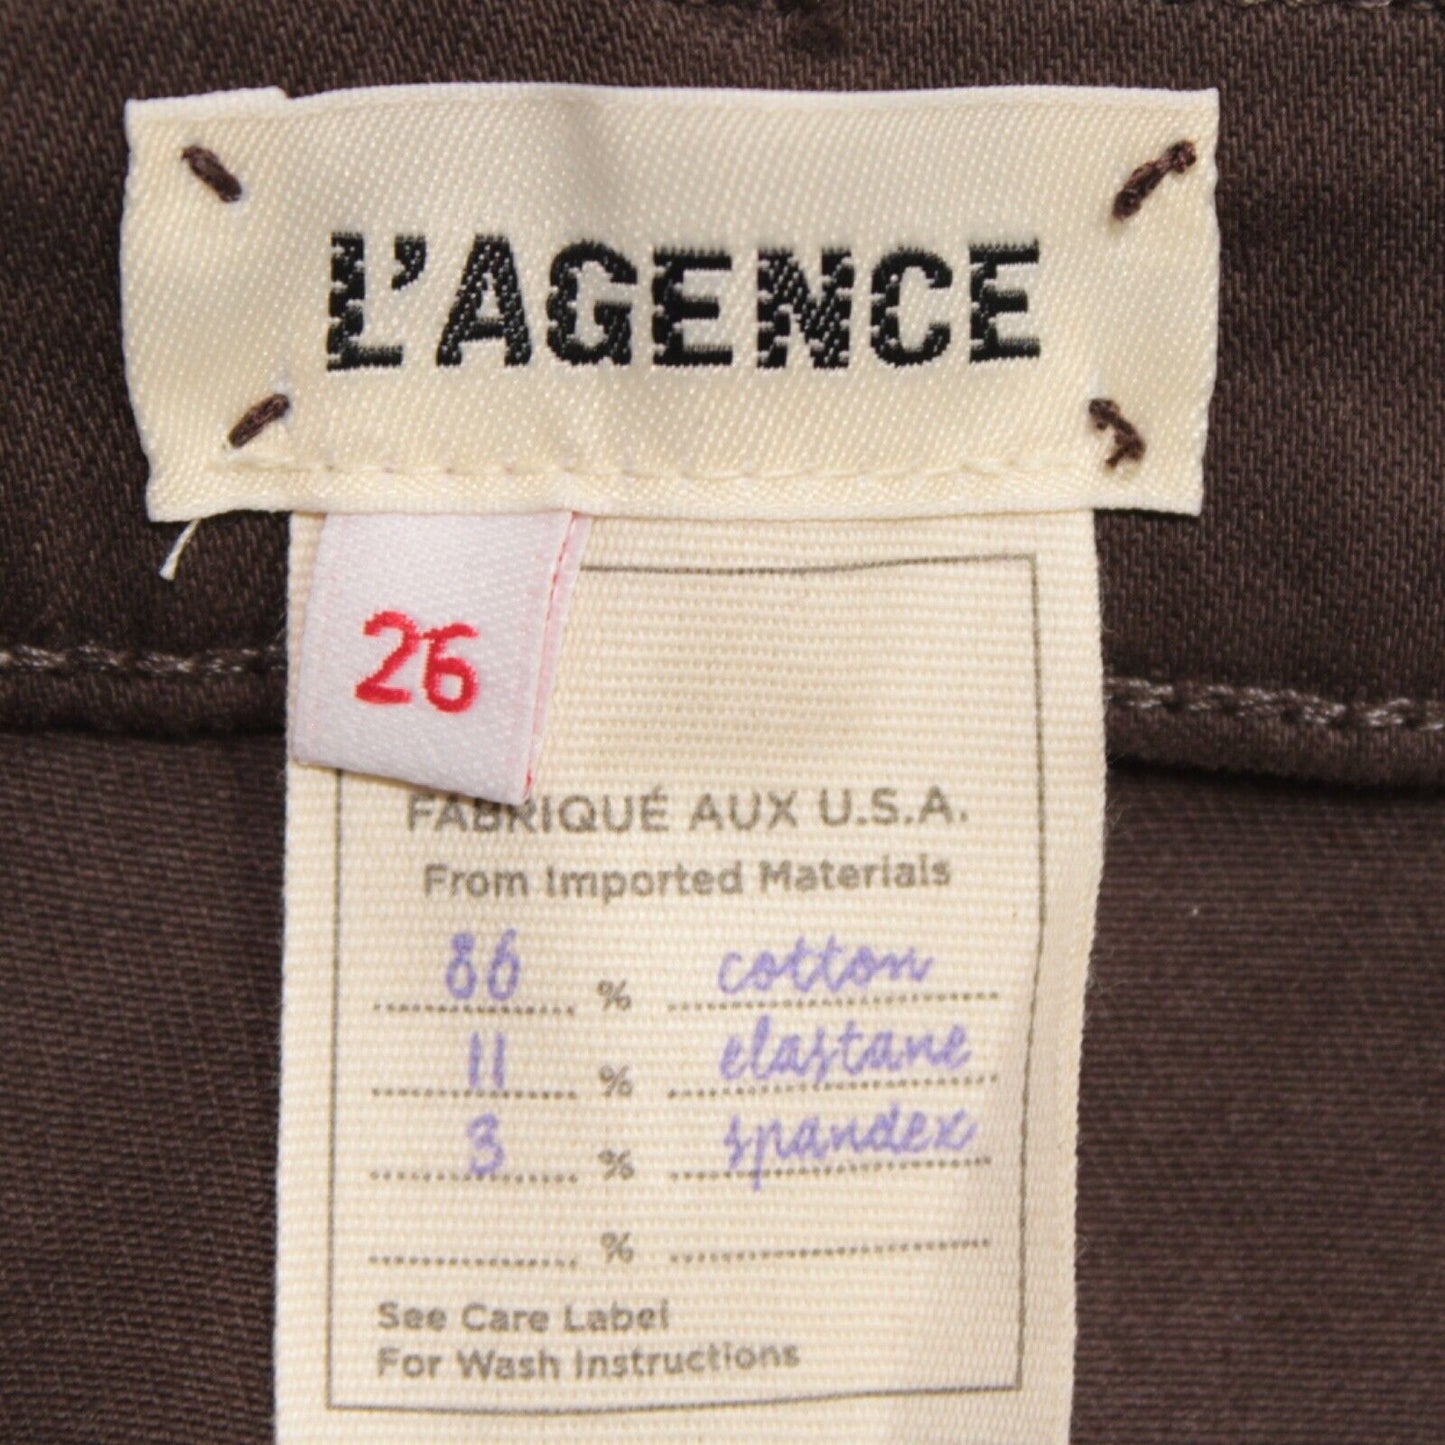 L'AGENCE
26
FABRIQUÉ AUX U.S.A.
From Imported Materials
86 % cotton
11 % elastane
3 % spandex
%
See Care Label
For Wash Instructions